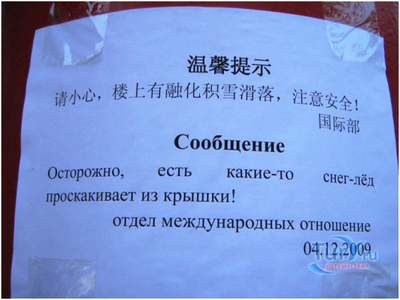 温馨提示
请小心，楼上有融化积雪滑落，注意安全！
国际部
Сообщение
Осторожно, есть какие-то снег-лёд
проскакивает из крышки!
отдел международных отношение
04.12.2009